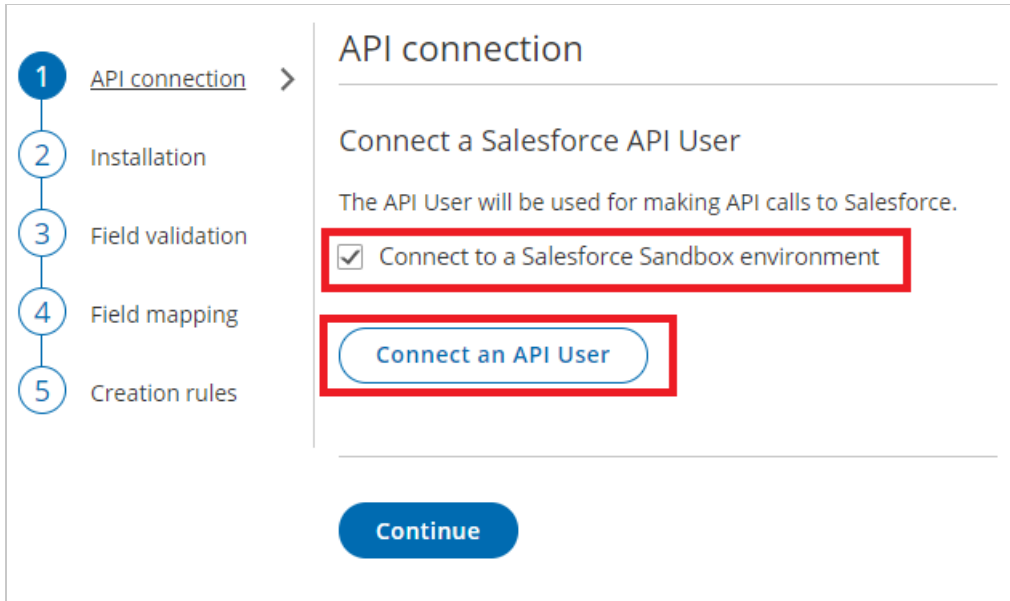 1 API connection
2 Installation
3 Field validation
4 Field mapping
5 Creation rules
API connection
Connect a Salesforce API User
The API User will be used for making API calls to Salesforce.
Connect to a Salesforce Sandbox environment
Connect an API User
Continue